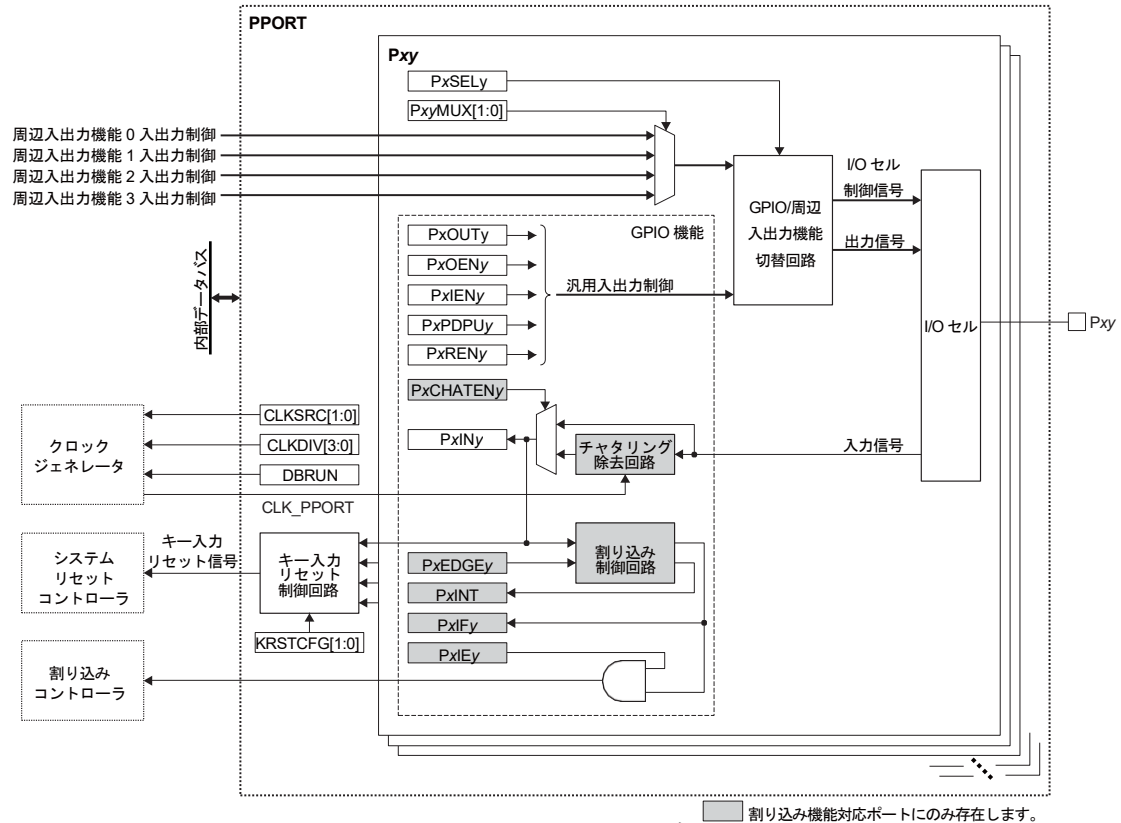 PPORT
Pxy
PxSELy
PxyMUX[1:0]
周辺入出力機能 0 入出力制御
周辺入出力機能 1 入出力制御
周辺入出力機能 2 入出力制御
周辺入出力機能 3 入出力制御
GPIO/周辺
入出力機能
切替回路
I/O セル
制御信号
出力信号
I/O セル
Pxy
GPIO 機能
PxOUTy
PxOENy
PxIENy
PxPDPUy
PxRENy
汎用入出力制御
内部データバス
PxCHATENy
PxINy
チャタリング
除去回路
入力信号
クロック
ジェネレータ
CLKSRC[1:0]
CLKDIV[3:0]
DBRUN
CLK_PPORT
システム
リセット
コントローラ
キー入力
リセット信号
キー入力
リセット
制御回路
KRSTCFG[1:0]
割り込み
制御回路
PxEDGEy
PxINT
PxIFy
PxIEy
割り込み
コントローラ
割り込み機能対応ポートにのみ存在します。